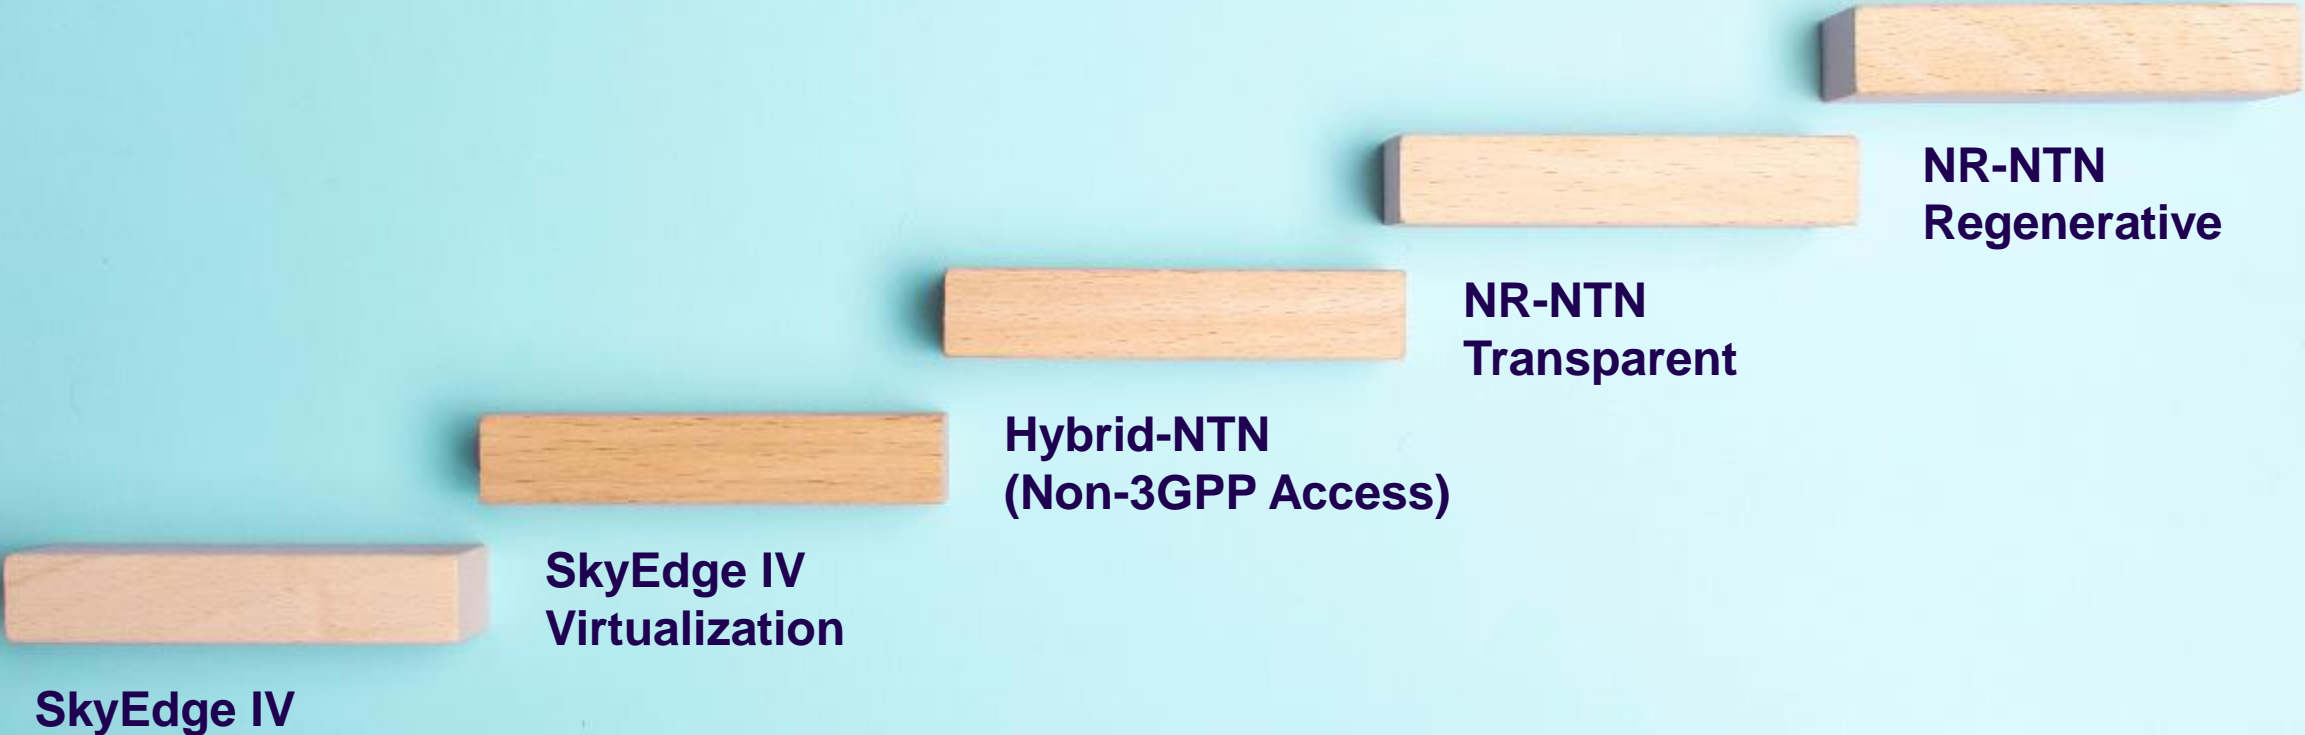 NR-NTN
Regenerative
NR-NTN
Transparent
Hybrid-NTN
(Non-3GPP Access)
SkyEdge IV
Virtualization
SkyEdge IV